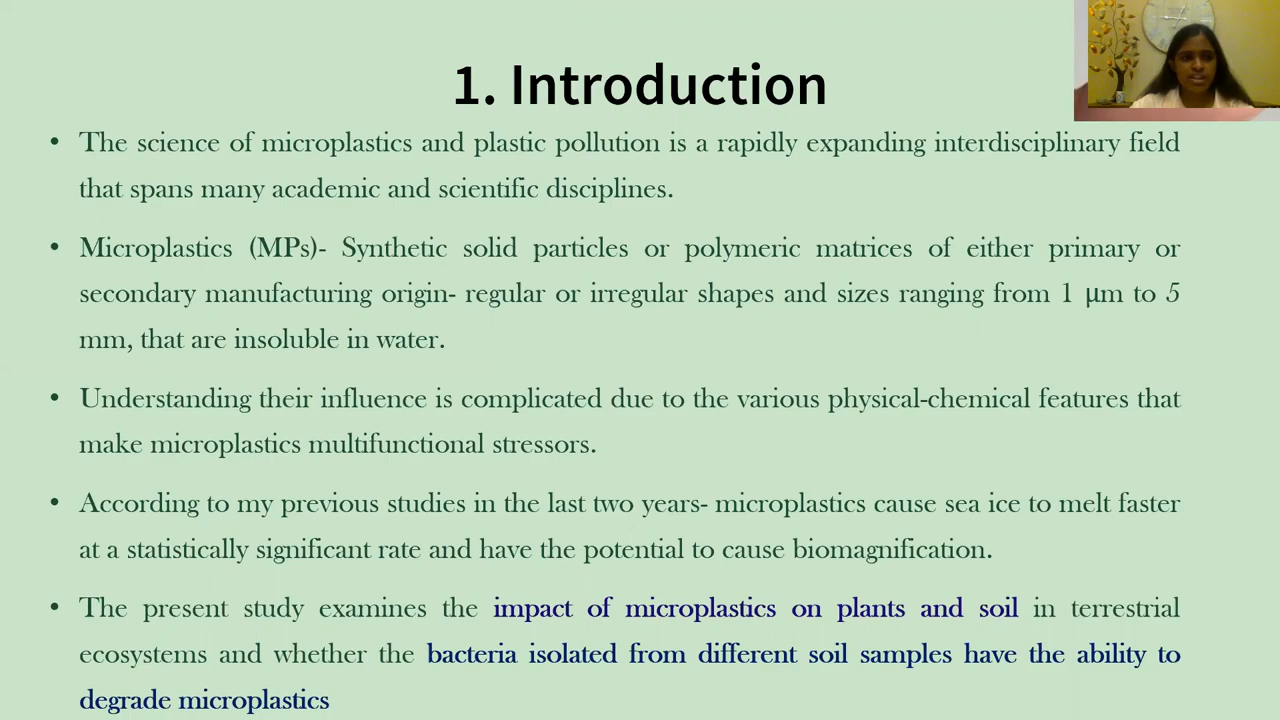 1. Introduction
• The science of microplastics and plastic pollution is a rapidly expanding interdisciplinary field
that spans many academic and scientific disciplines.
• Microplastics (MPs)- Synthetic solid particles or polymeric matrices of either primary or
secondary manufacturing origin- regular or irregular shapes and sizes ranging from 1 μm to 5
mm, that are insoluble in water.
• Understanding their influence is complicated due to the various physical-chemical features that
make microplastics multifunctional stressors.
• According to my previous studies in the last two years- microplastics cause sea ice to melt faster
at a statistically significant rate and have the potential to cause biomagnification.
• The present study examines the impact of microplastics on plants and soil in terrestrial
ecosystems and whether the bacteria isolated from different soil samples have the ability to
degrade microplastics